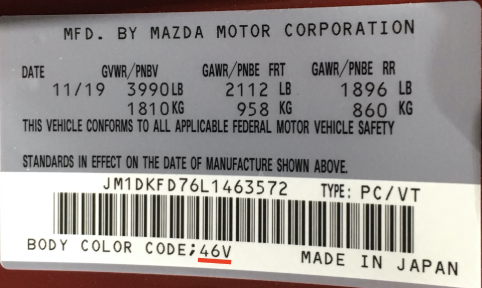 MFD. BY MAZDA MOTOR CORPORATION
DATE GVWR/PNBV GAWR/PNBE FRT GAWR/PNBE RR
11/19 3990LB 2112 LB 1896 LB
1810KG 958 KG 860 KG
THIS VEHICLE CONFORMS TO ALL APPLICABLE FEDERAL MOTOR VEHICLE SAFETY
STANDARDS IN EFFECT ON THE DATE OF MANUFACTURE SHOWN ABOVE.
JM1DKFD76L1463572 TYPE: PC/VT
BODY COLOR CODE;46V MADE IN JAPAN